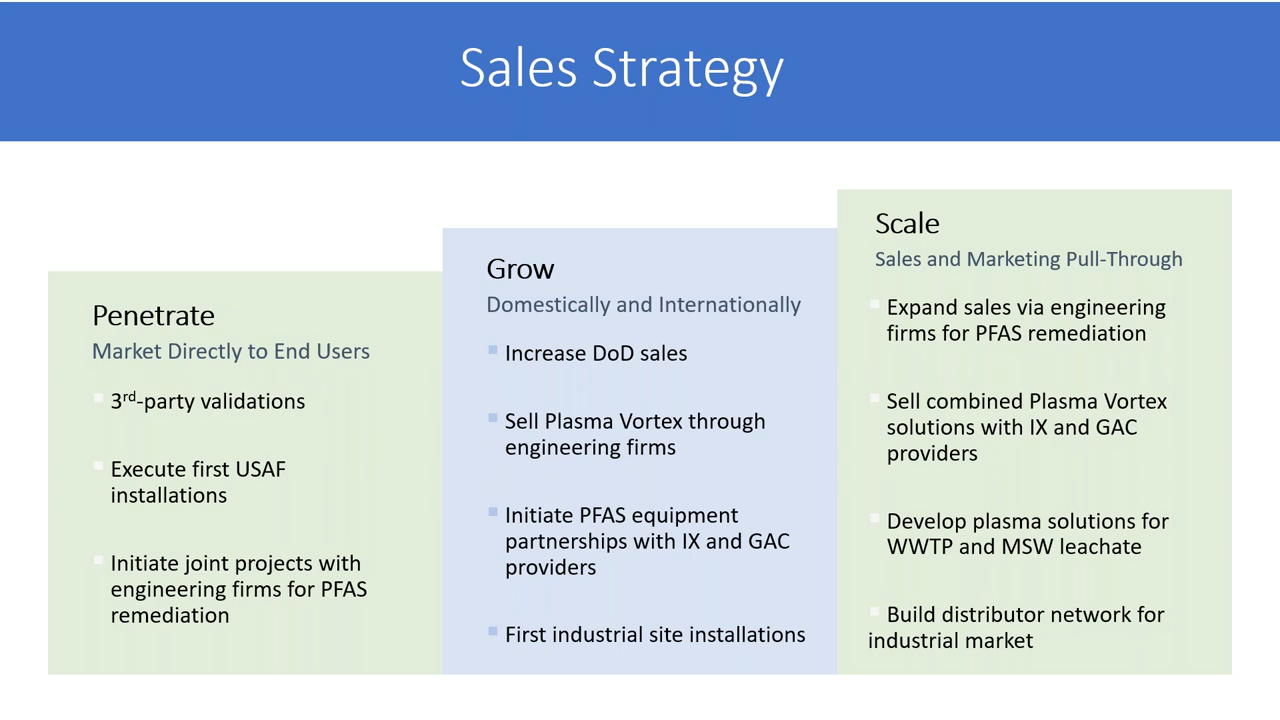 Sales Strategy
Penetrate
Market Directly to End Users
3rd-party validations
Execute first USAF
installations
Initiate joint projects with
engineering firms for PFAS
remediation
Grow
Domestically and Internationally
Increase DoD sales
Sell Plasma Vortex through
engineering firms
Initiate PFAS equipment
partnerships with IX and GAC
providers
First industrial site installations
Scale
Sales and Marketing Pull-Through
Expand sales via engineering
firms for PFAS remediation
Sell combined Plasma Vortex
solutions with IX and GAC
providers
Develop plasma solutions for
WWTP and MSW leachate
Build distributor network for
industrial market